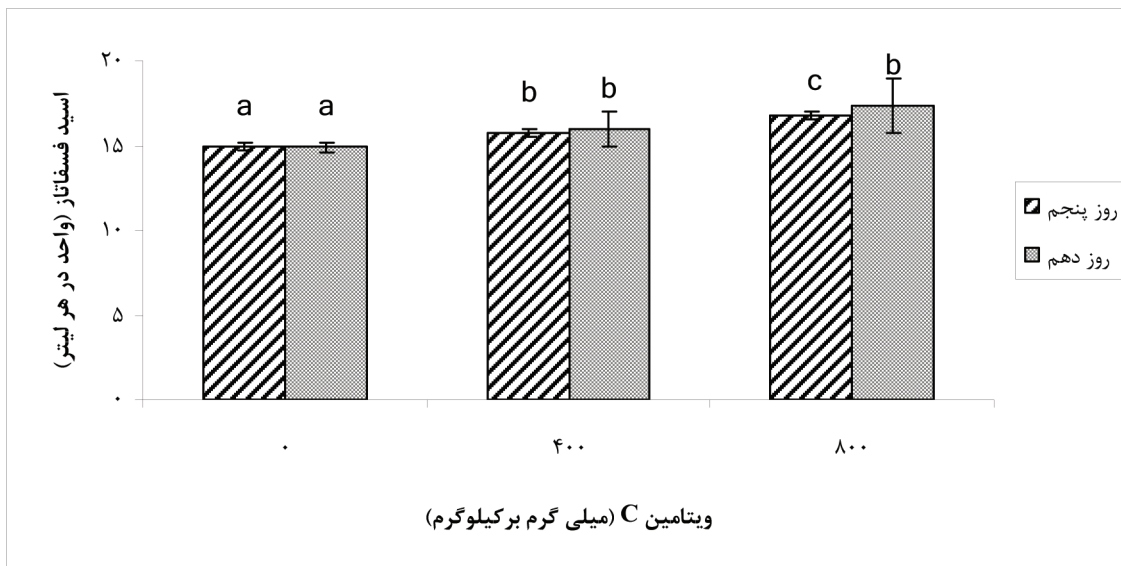 اسید فسفاتاز (واحد در هر لیتر)
۲۰
۱۵
۱۰
۵
۰
a
a
b
b
c
b
۰
۴۰۰
۸۰۰
ویتامین C (میلی گرم برکیلوگرم)
روز پنجم
روز دهم